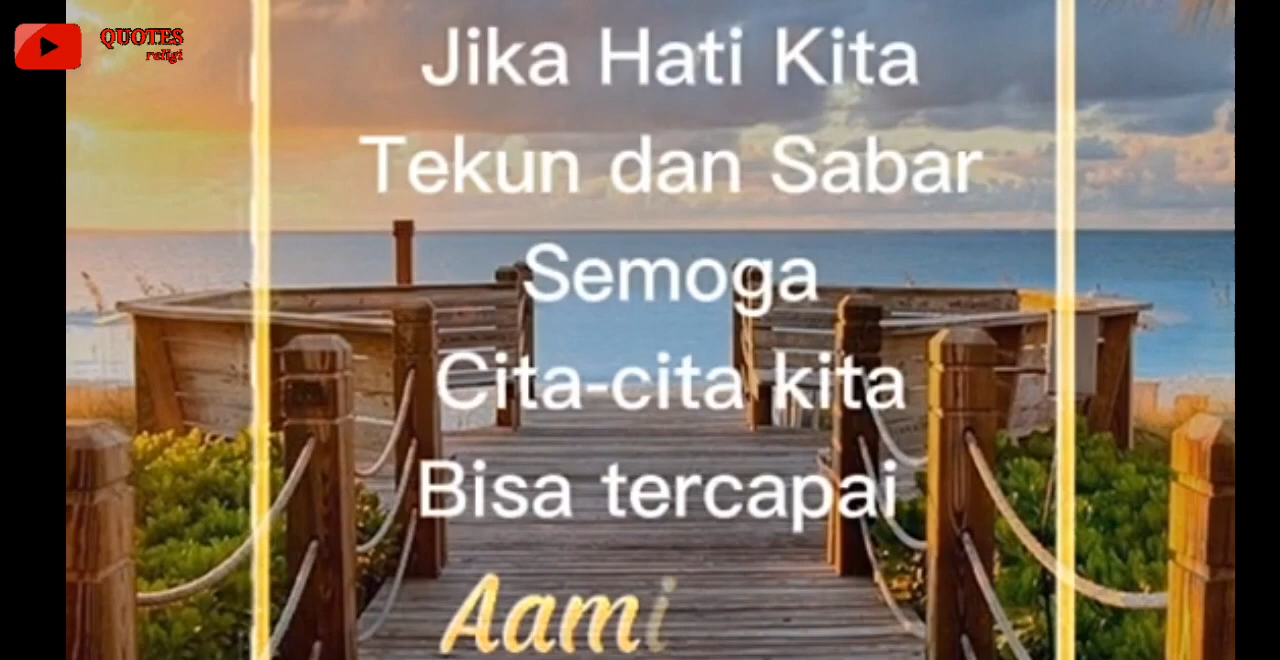 QUOTES
religi
Jika Hati Kita
Tekun dan Sabar
Semoga
Cita-cita kita
Bisa tercapai
Aami